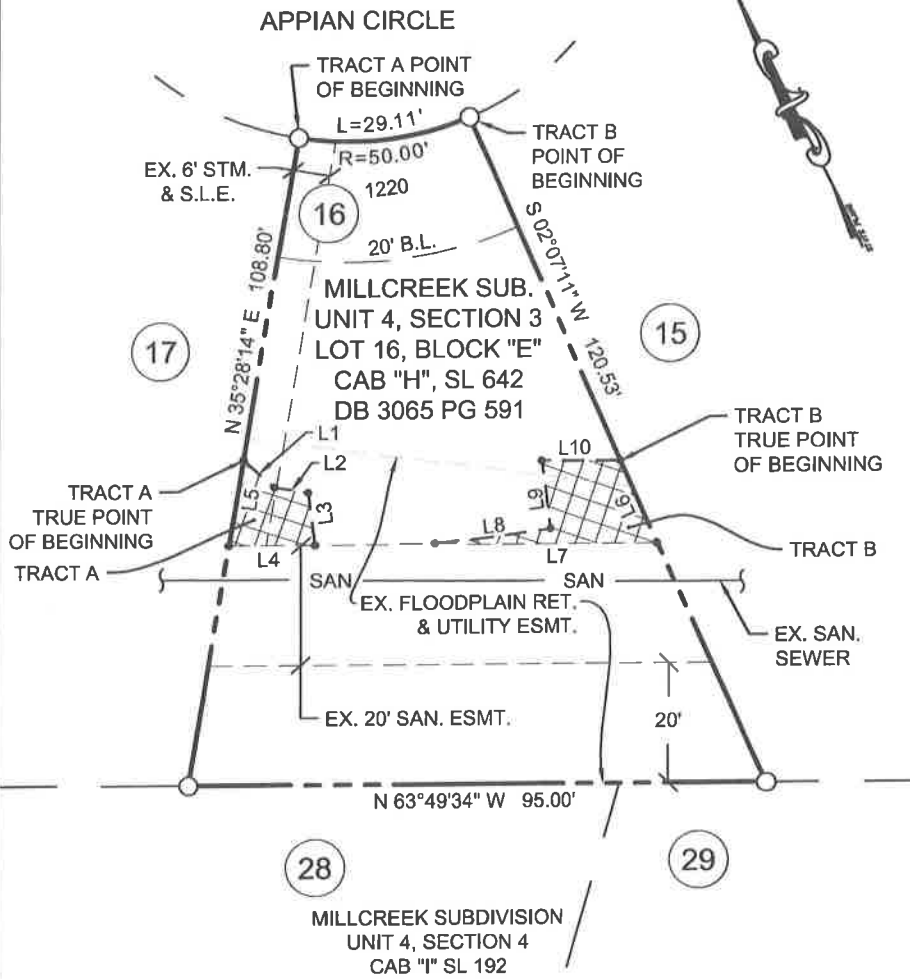 APPIAN CIRCLE
TRACT A POINT
OF BEGINNING
L=29.11'
R=50.00'
TRACT B
POINT OF
BEGINNING
EX. 6' STM.
& S.L.E.
16
1220
20' B.L.
S 02°07'11" W 120.53'
N 35°28'14" E 108.80'
MILLCREEK SUB.
UNIT 4, SECTION 3
LOT 16, BLOCK "E"
CAB "H", SL 642
DB 3065 PG 591
17
15
L1
L2
L3
L4
L5
L10
L9
L8
L7
L6
TRACT B
TRUE POINT
OF BEGINNING
TRACT A
TRUE POINT
OF BEGINNING
TRACT A
TRACT B
SAN
SAN
EX. FLOODPLAIN RET.
& UTILITY ESMT.
EX. SAN.
SEWER
EX. 20' SAN. ESMT.
20'
N 63°49'34" W 95.00'
28
29
MILLCREEK SUBDIVISION
UNIT 4, SECTION 4
CAB "I" SL 192